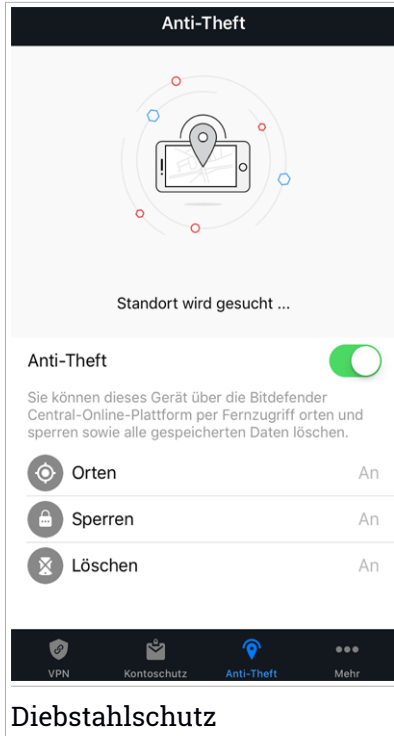 Anti-Theft
Standort wird gesucht ...
Anti-Theft
Sie können dieses Gerät über die Bitdefender
Central-Online-Plattform per Fernzugriff orten und
sperren sowie alle gespeicherten Daten löschen.
Orten An
Sperren An
Löschen An
VPN Kontoschutz Anti-Theft Mehr
Diebstahlschutz